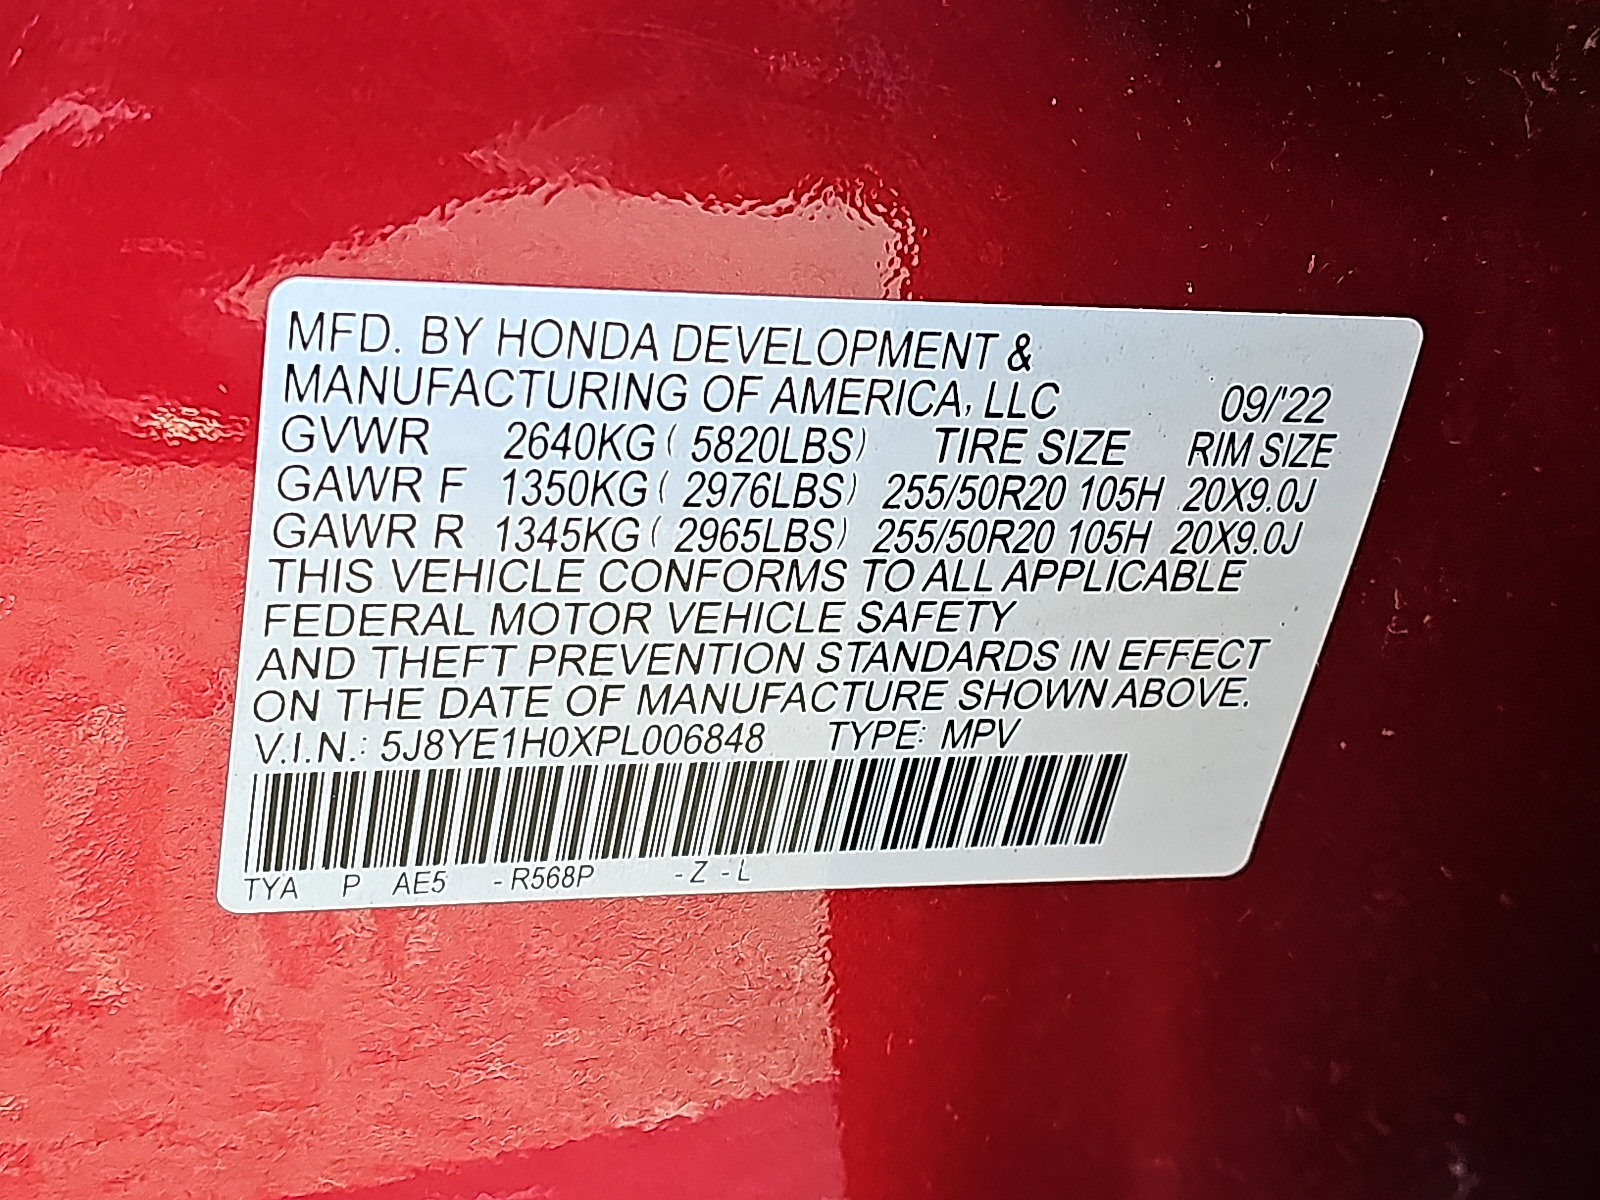 MFD. BY HONDA DEVELOPMENT &
MANUFACTURING OF AMERICA, LLC 09/'22
GVWR 2640KG ( 5820LBS) TIRE SIZE RIM SIZE
GAWR F 1350KG ( 2976LBS) 255/50R20 105H 20X9.0J
GAWR R 1345KG ( 2965LBS) 255/50R20 105H 20X9.0J
THIS VEHICLE CONFORMS TO ALL APPLICABLE
FEDERAL MOTOR VEHICLE SAFETY
AND THEFT PREVENTION STANDARDS IN EFFECT
ON THE DATE OF MANUFACTURE SHOWN ABOVE.
V.I.N.: 5J8YE1H0XPL006848 TYPE: MPV
TYA P AE5 -R568P -Z -L